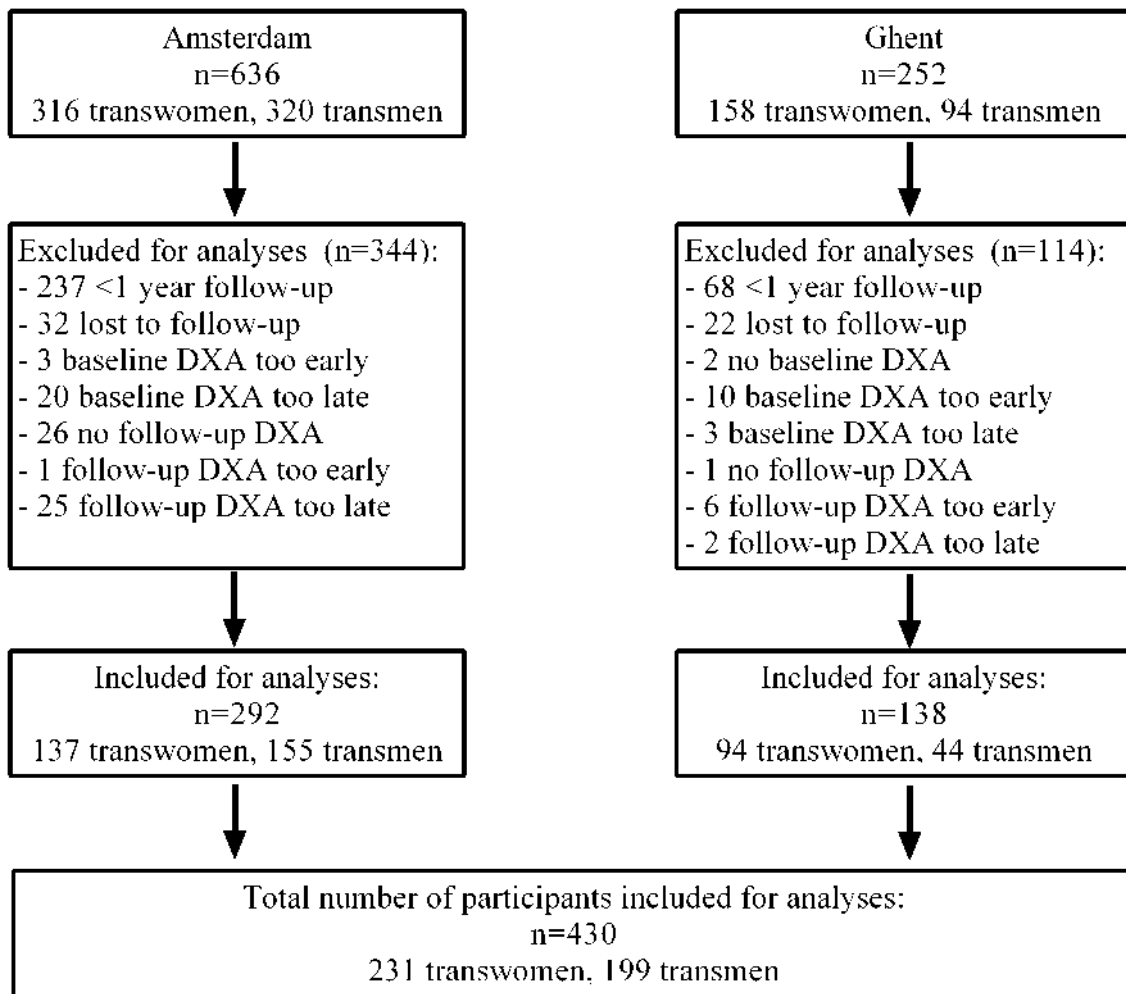 Amsterdam
n=636
316 transwomen, 320 transmen
Excluded for analyses (n=344):
- 237 <1 year follow-up
- 32 lost to follow-up
- 3 baseline DXA too early
- 20 baseline DXA too late
- 26 no follow-up DXA
- 1 follow-up DXA too early
- 25 follow-up DXA too late
Included for analyses:
n=292
137 transwomen, 155 transmen
Ghent
n=252
158 transwomen, 94 transmen
Excluded for analyses (n=114):
- 68 <1 year follow-up
- 22 lost to follow-up
- 2 no baseline DXA
- 10 baseline DXA too early
- 3 baseline DXA too late
- 1 no follow-up DXA
- 6 follow-up DXA too early
- 2 follow-up DXA too late
Included for analyses:
n=138
94 transwomen, 44 transmen
Total number of participants included for analyses:
n=430
231 transwomen, 199 transmen